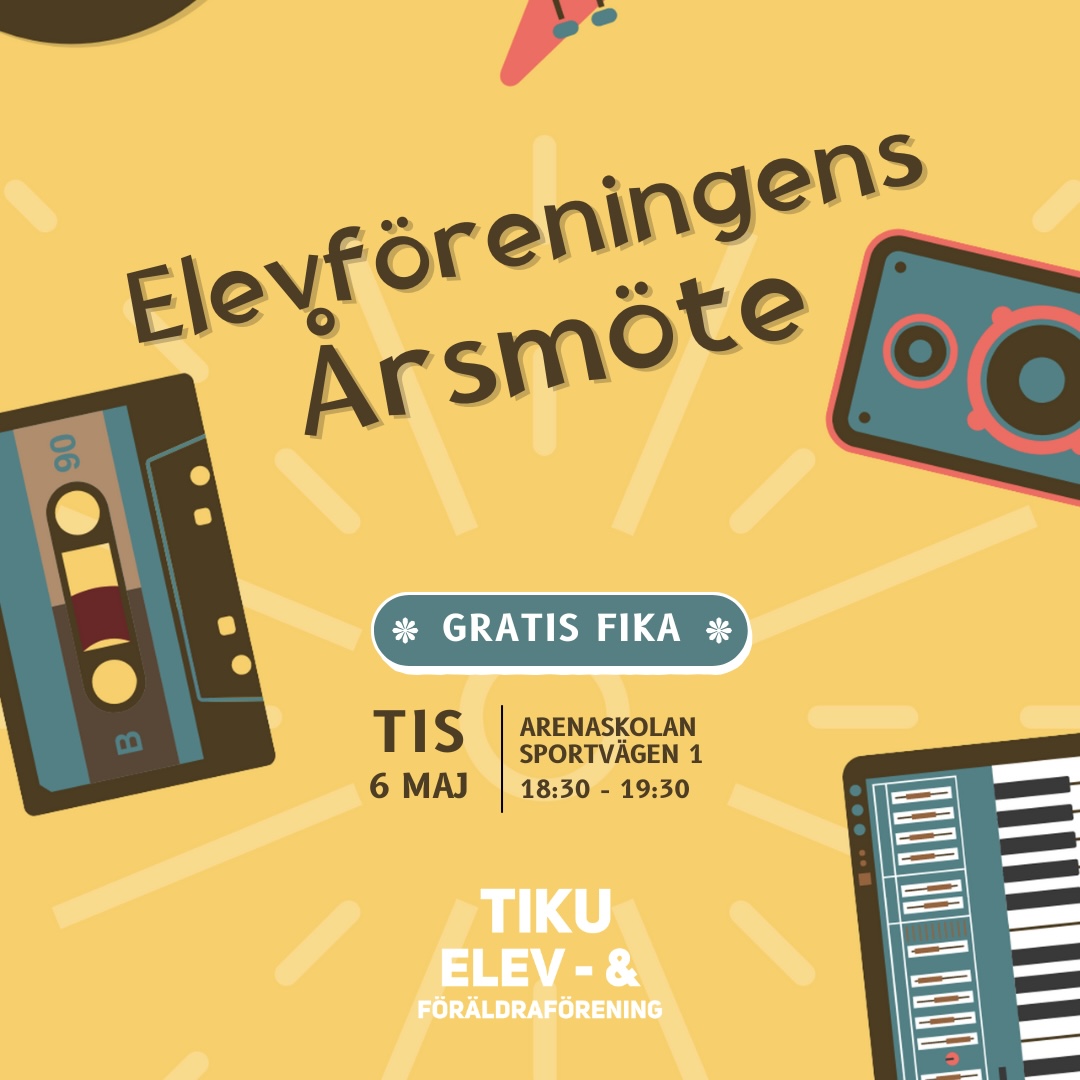 Elevföreningens
Årsmöte
90
B
GRATIS FIKA
TIS
6 MAJ
ARENASKOLAN
SPORTVÄGEN 1
18:30 - 19:30
TIKU
ELEV - &
FÖRÄLDRAFÖRENING